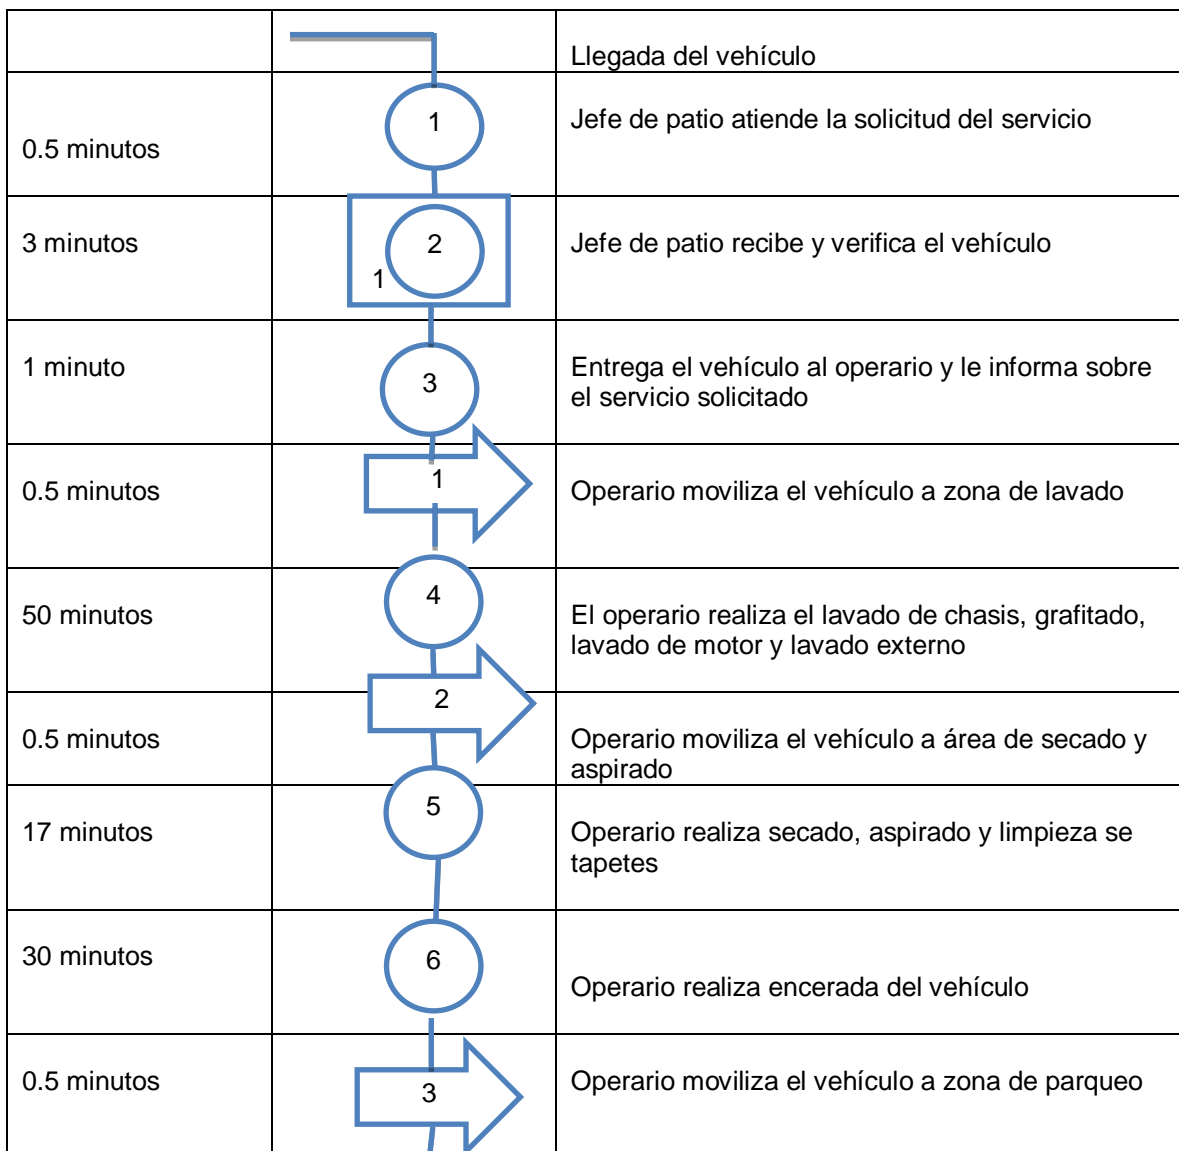 Llegada del vehículo
0.5 minutos
1
Jefe de patio atiende la solicitud del servicio
3 minutos
2
1
Jefe de patio recibe y verifica el vehículo
1 minuto
3
Entrega el vehículo al operario y le informa sobre
el servicio solicitado
0.5 minutos
1
Operario moviliza el vehículo a zona de lavado
50 minutos
4
El operario realiza el lavado de chasis, grafitado,
lavado de motor y lavado externo
0.5 minutos
2
Operario moviliza el vehículo a área de secado y
aspirado
17 minutos
5
Operario realiza secado, aspirado y limpieza se
tapetes
30 minutos
6
Operario realiza encerada del vehículo
0.5 minutos
3
Operario moviliza el vehículo a zona de parqueo